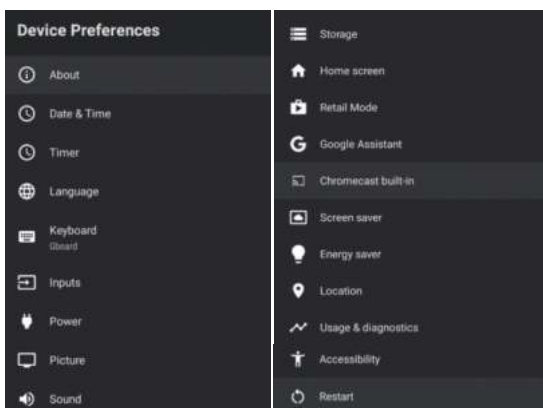 Device Preferences
About
Date & Time
Timer
Language
Keyboard
Gboard
Inputs
Power
Picture
Sound
Storage
Home screen
Retail Mode
Google Assistant
Chromecast built-in
Screen saver
Energy saver
Location
Usage & diagnostics
Accessibility
Restart